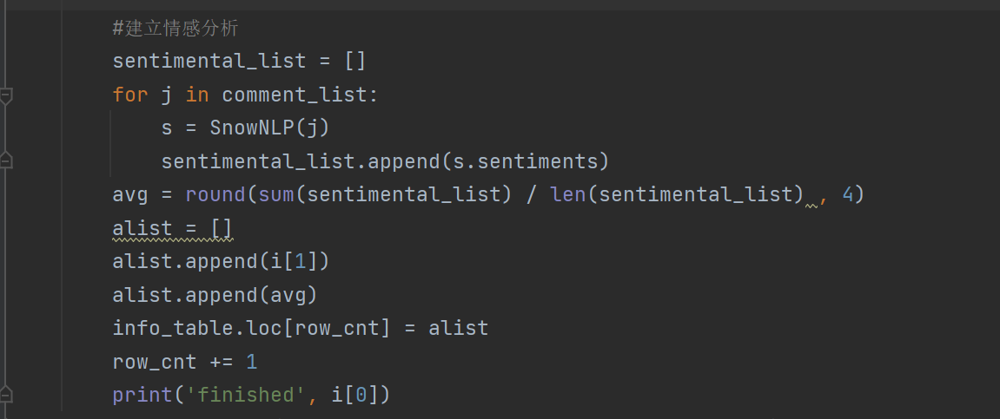 #建立情感分析
sentimental_list = []
for j in comment_list:
    s = SnowNLP(j)
    sentimental_list.append(s.sentiments)
avg = round(sum(sentimental_list) / len(sentimental_list) , 4)
alist = []
alist.append(i[1])
alist.append(avg)
info_table.loc[row_cnt] = alist
row_cnt += 1
print('finished', i[0])